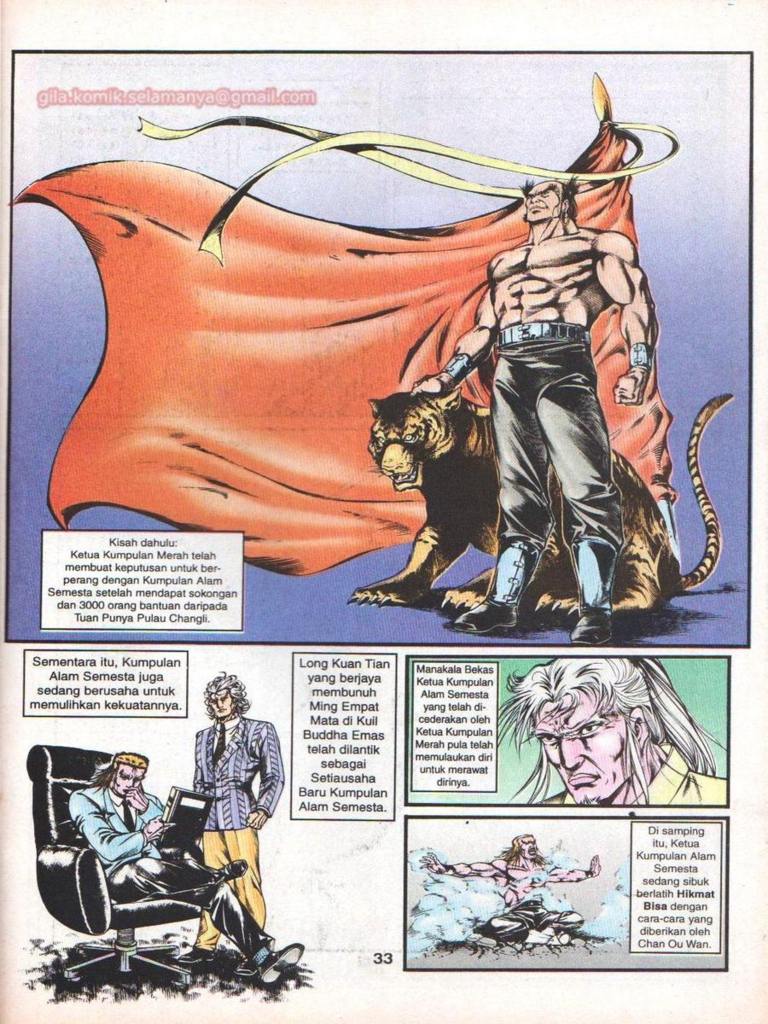 gila.komik.selamanya@gmail.com
Kisah dahulu:
Ketua Kumpulan Merah telah
membuat keputusan untuk ber-
perang dengan Kumpulan Alam
Semesta setelah mendapat sokongan
dan 3000 orang bantuan daripada
Tuan Punya Pulau Changli.
Sementara itu, Kumpulan
Alam Semesta juga
sedang berusaha untuk
memulihkan kekuatannya.
Long Kuan Tian
yang berjaya
membunuh
Ming Empat
Mata di Kuil
Buddha Emas
telah dilantik
sebagai
Setiausaha
Baru Kumpulan
Alam Semesta.
Manakala Bekas
Ketua Kumpulan
Alam Semesta
yang telah di-
cederakan oleh
Ketua Kumpulan
Merah pula telah
memulaukan diri
untuk merawat
dirinya.
Di samping
itu, Ketua
Kumpulan Alam
Semesta
sedang sibuk
berlatih Hikmat
Bisa dengan
cara-cara yang
diberikan oleh
Chan Ou Wan.
33